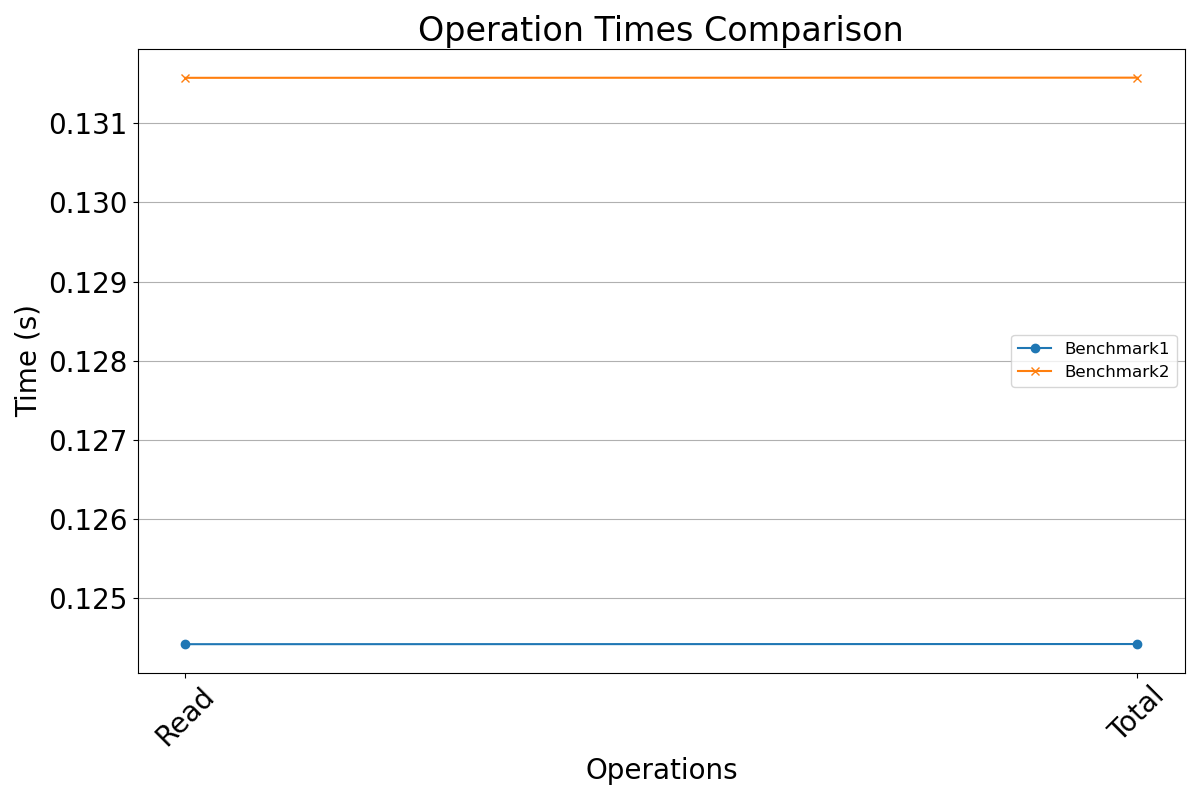 Operation Times Comparison
0.131
0.130
0.129
0.128
0.127
0.126
0.125
Time (s)
Benchmark1
Benchmark2
Read
Total
Operations